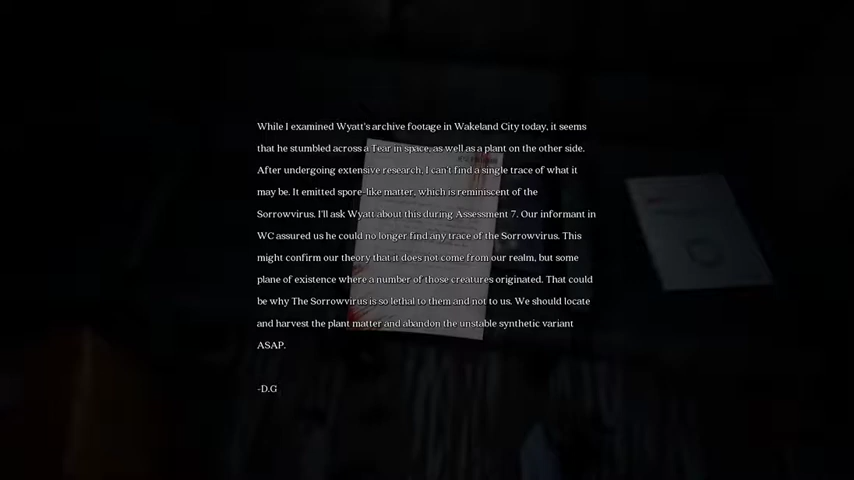 While I examined Wyatt's archive footage in Wakeland City today, it seems
that he stumbled across a Tear in space, as well as a plant on the other side.
After undergoing extensive research, I can't find a single trace of what it
may be. It emitted spore-like matter, which is reminiscent of the
Sorrowvirus. I'll ask Wyatt about this during Assessment 7. Our informant in
WC assured us he could no longer find any trace of the Sorrowvirus. This
might confirm our theory that it does not come from our realm, but some
plane of existence where a number of those creatures originated. That could
be why The Sorrowvirus is so lethal to them and not to us. We should locate
and harvest the plant matter and abandon the unstable synthetic variant
ASAP.
-D.G